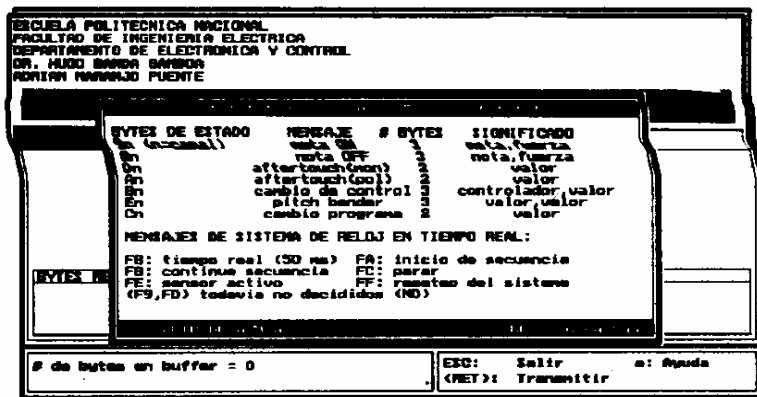 ESCUELA POLITECNICA NACIONAL
FACULTAD DE INGENIERIA ELECTRICA
DEPARTAMENTO DE ELECTRONICA Y CONTROL
DR. HUGO BANDA GAMBOA
ADRIAN NARANJO PUENTE
BYTES DE ESTADO MENSAJE # BYTES SIGNIFICADO
(n=canal) nota ON 3 nota,fuerza
8n nota OFF 3 nota,fuerza
Dn aftertouch(mon) 2 valor
An aftertouch(pol) valor
Bn cambio de control 3 controlador,valor
En pitch bender 3 valor,valor
Cn cambio programa 2 valor
MENSAJES DE SISTEMA DE RELOJ EN TIEMPO REAL:
F8: tiempo real (50 ms) FA: inicio de secuencia
FB: continue secuencia FC: parar
FE: sensor activo FF: reseteo del sistema
(F9,FD) todavia no decididos (ND)
BYTES
# de bytes en buffer = 0
ESC: Salir a: Ayuda
<RET>: Transmitir